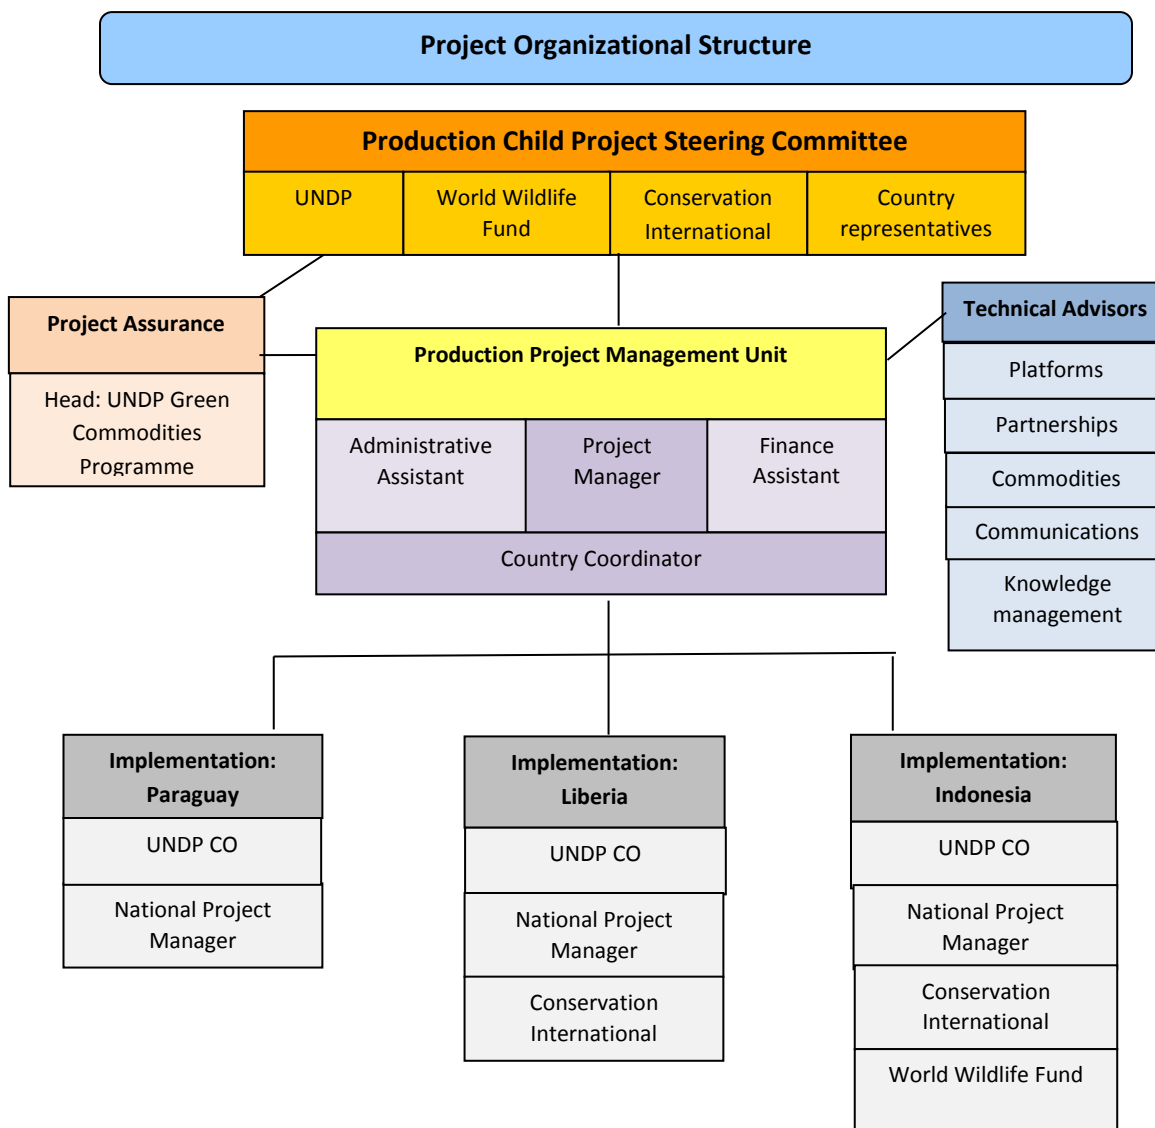 Project Organizational Structure
Production Child Project Steering Committee
UNDP
World Wildlife
Fund
Conservation
International
Country
representatives
Project Assurance
Head: UNDP Green
Commodities
Programme
Production Project Management Unit
Administrative
Assistant
Project
Manager
Finance
Assistant
Country Coordinator
Technical Advisors
Platforms
Partnerships
Commodities
Communications
Knowledge
management
Implementation:
Paraguay
UNDP CO
National Project
Manager
Implementation:
Liberia
UNDP CO
National Project
Manager
Conservation
International
Implementation:
Indonesia
UNDP CO
National Project
Manager
Conservation
International
World Wildlife Fund